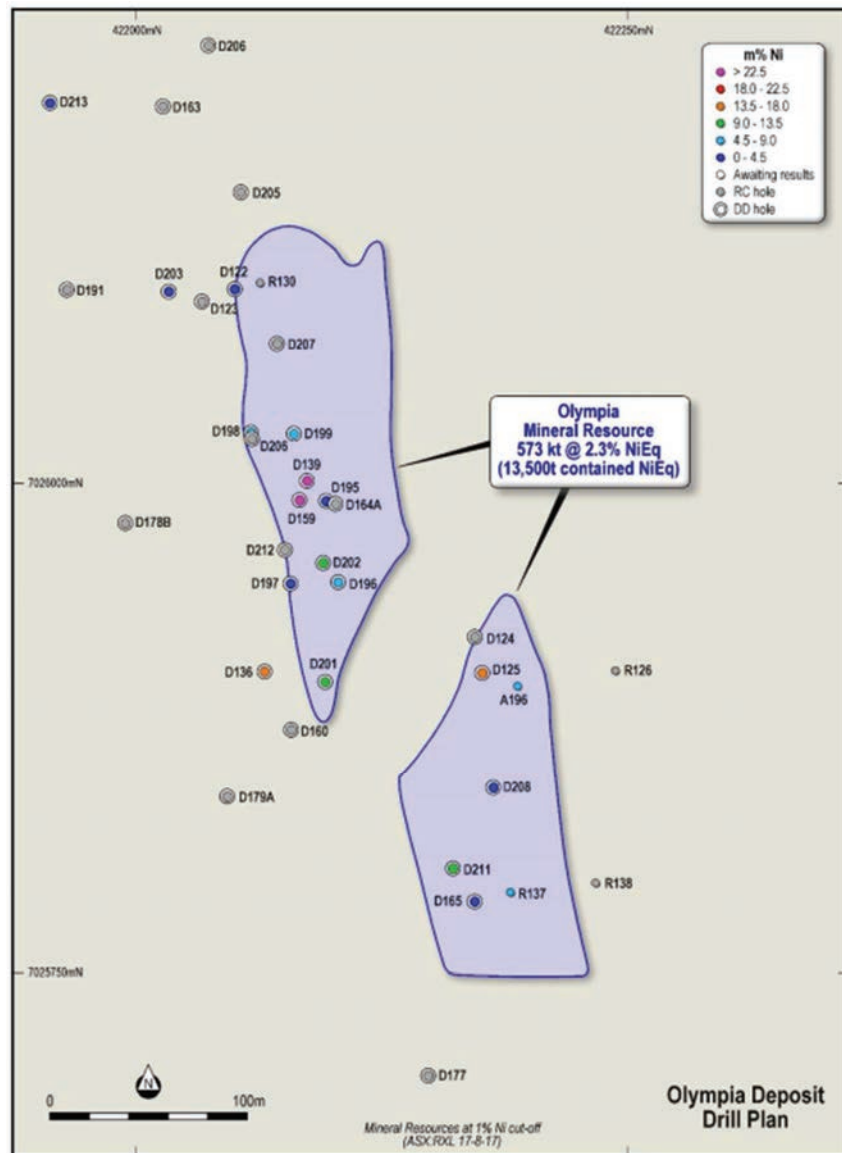 422000mN
422250mN
D206
m% Ni
> 22.5
18.0 - 22.5
13.5 - 18.0
9.0 - 13.5
4.5 - 9.0
0 - 4.5
Awaiting results
RC hole
DD hole
D213
D163
D205
D191
D203
D122
R130
D123
D207
D198
D199
D206
Olympia
Mineral Resource
573 kt @ 2.3% NiEq
(13,500t contained NiEq)
D139
7026000mN
D195
D164A
D159
D178B
D212
D202
D197
D196
D124
D136
D201
D125
R126
A196
D160
D179A
D208
D211
R138
D165
R137
7025750mN
D177
N
0
100m
Olympia Deposit
Drill Plan
Mineral Resources at 1% Ni cut-off
(ASX:RXL 17-8-17)